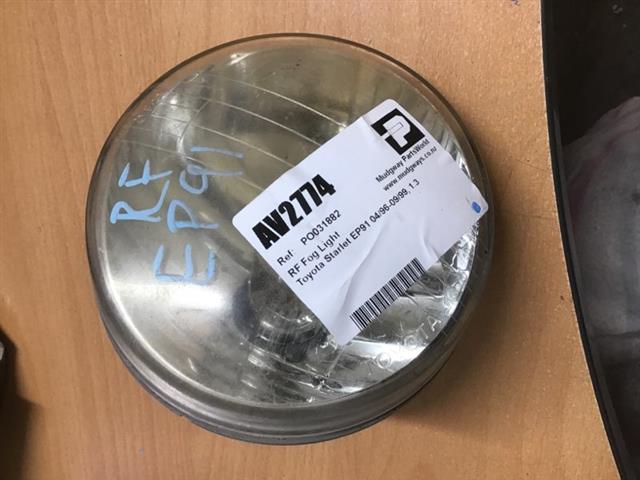 RF
EP91
Mudgway PartsWorld
www.mudgways.co.nz
AV2774
Ref: PO031882
RF Fog Light
Toyota Starlet EP91 04/96-09/99, 1.3